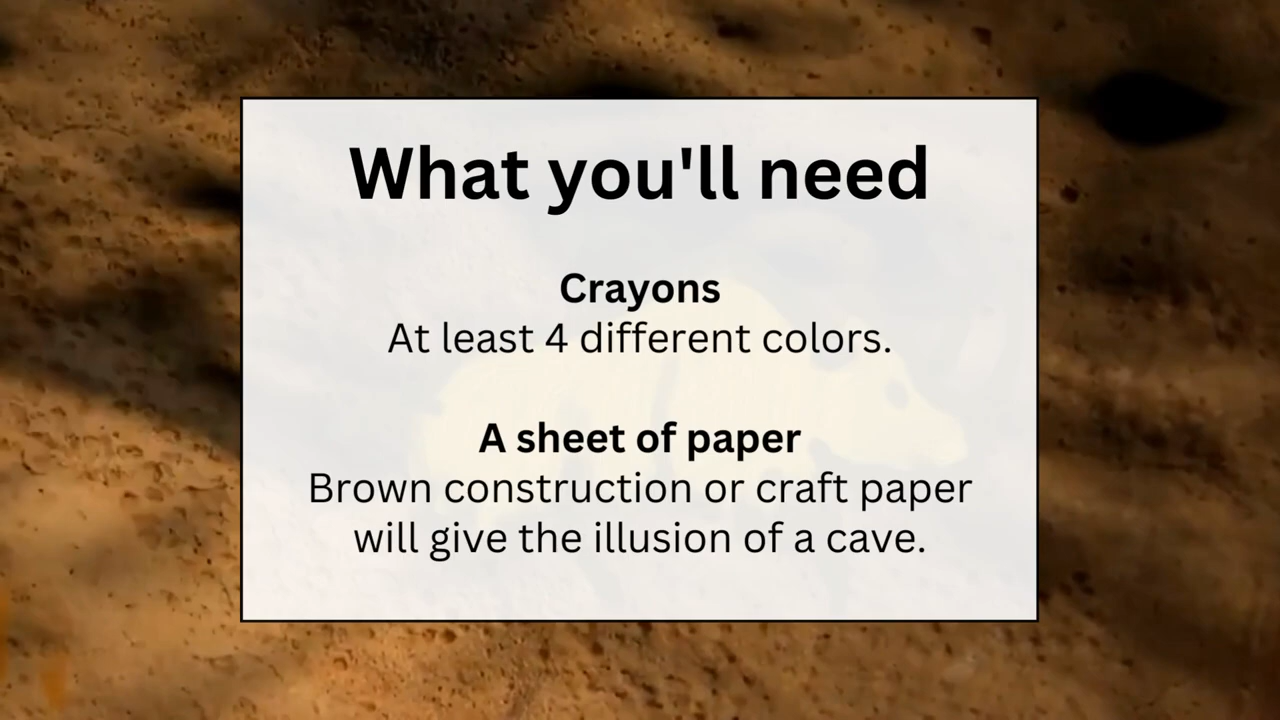 What you'll need
Crayons
At least 4 different colors.
A sheet of paper
Brown construction or craft paper
will give the illusion of a cave.